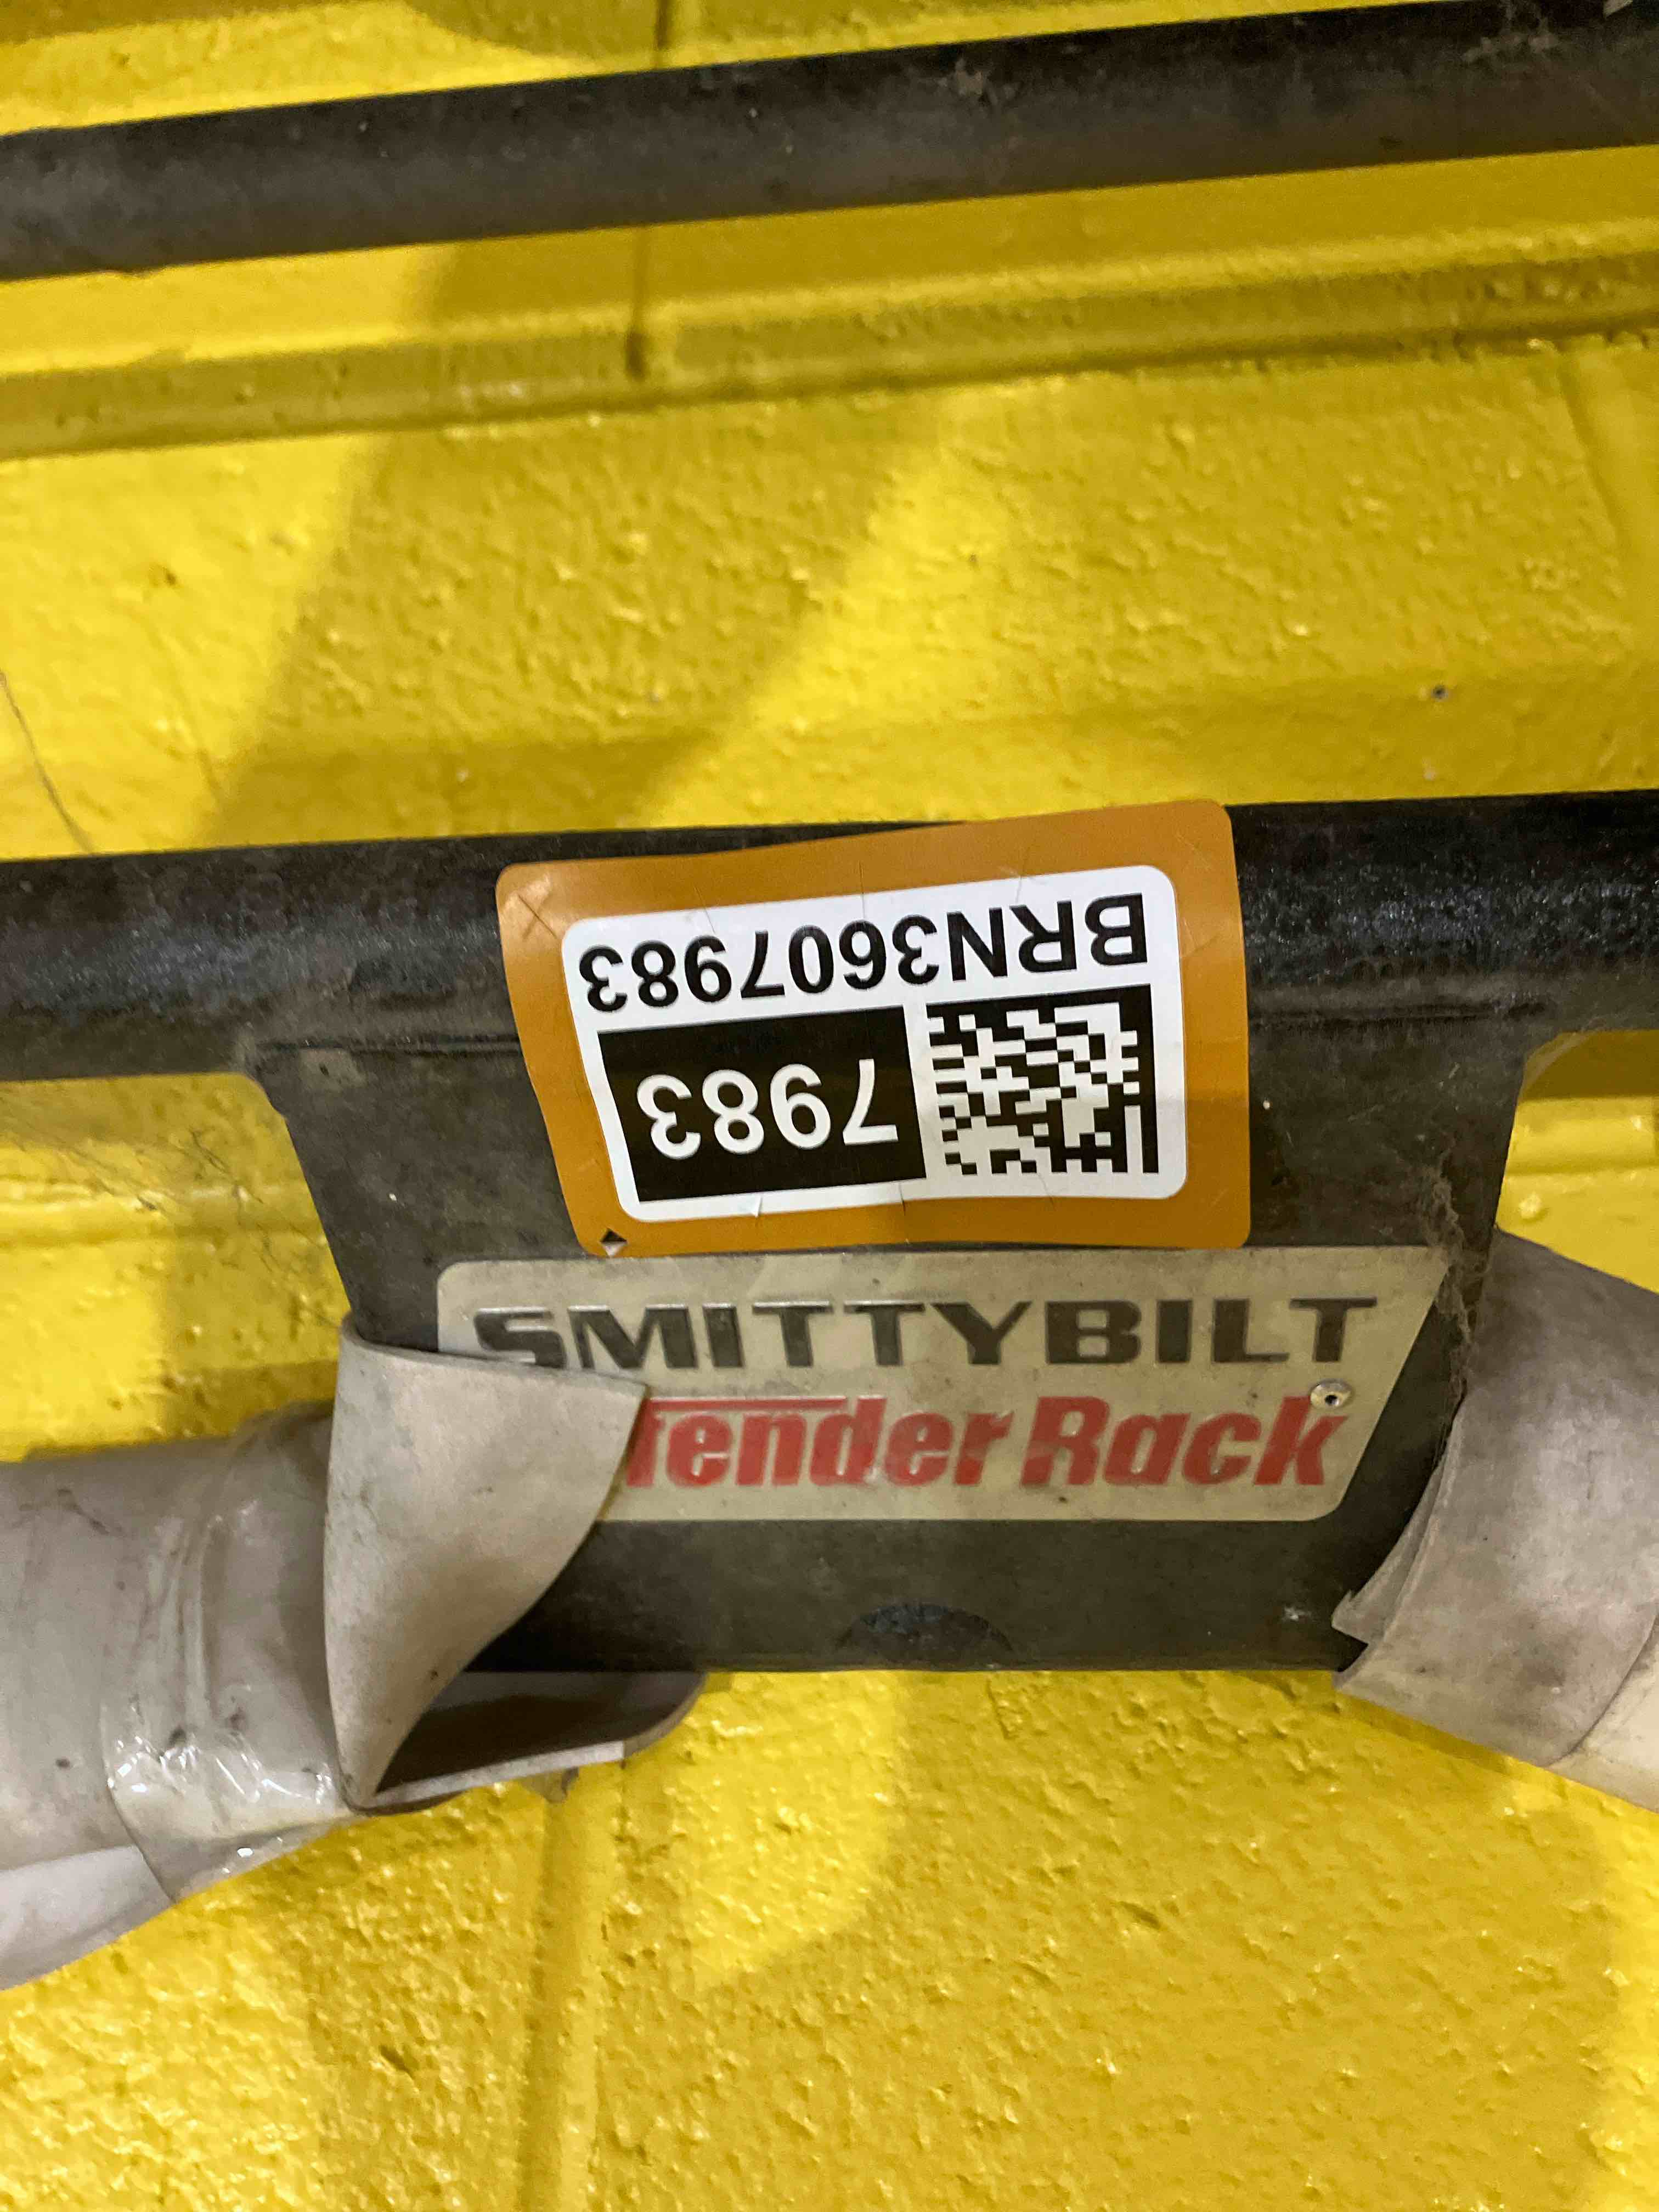 BRN3607983
7983
SMITTYBILT
fender Rack